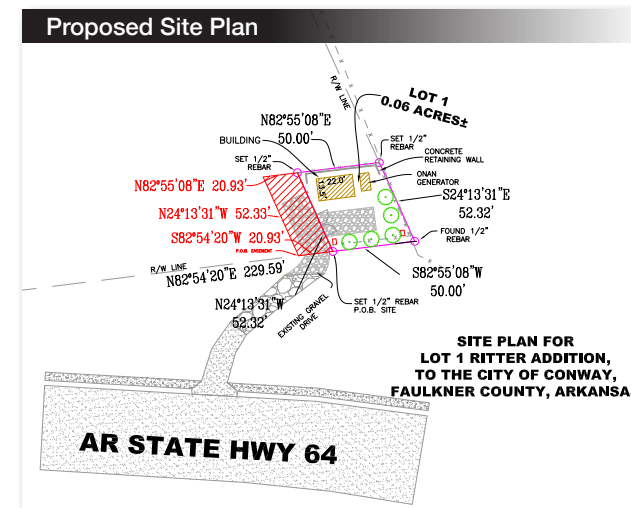 Proposed Site Plan
R/W LINE
LOT 1
0.06 ACRES±
N82°55'08"E
50.00'
BUILDING
SET 1/2"
REBAR
SET 1/2"
REBAR
CONCRETE
RETAINING WALL
ONAN
GENERATOR
22.0'
13.5'
N82°55'08"E 20.93'
N24°13'31"W 52.33'
S82°54'20"W 20.93'
P.O.B. EASEMENT
S24°13'31"E
52.32'
FOUND 1/2"
REBAR
R/W LINE
N82°54'20"E 229.59'
S82°55'08"W
50.00'
N24°13'31"W
52.32'
SET 1/2" REBAR
P.O.B. SITE
EXISTING GRAVEL
DRIVE
SITE PLAN FOR
LOT 1 RITTER ADDITION,
TO THE CITY OF CONWAY,
FAULKNER COUNTY, ARKANSA
AR STATE HWY 64